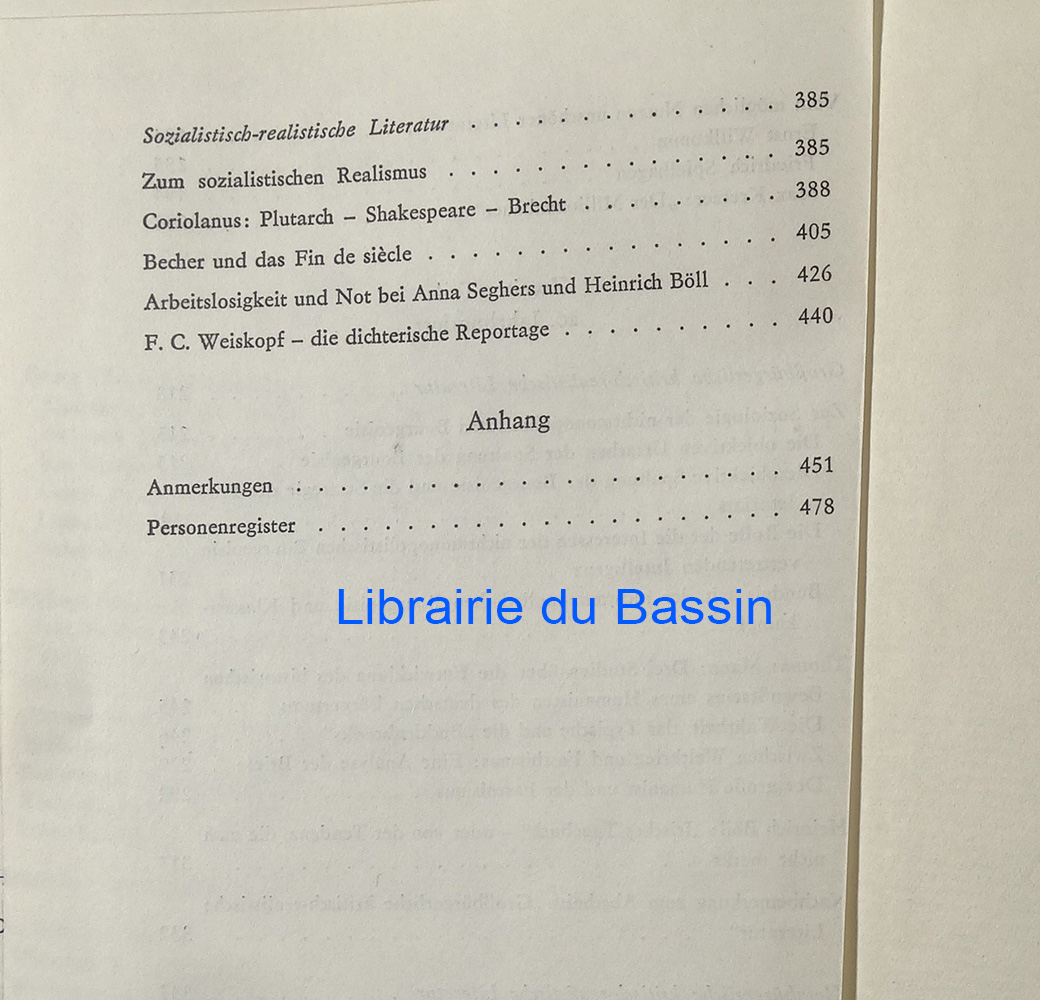 Sozialistisch-realistische Literatur . . . . . . . . . . . . . . 385
Zum sozialistischen Realismus . . . . . . . . . . . . . . . 385
Coriolanus: Plutarch – Shakespeare – Brecht . . . . . . . . . 388
Becher und das Fin de siècle . . . . . . . . . . . . . . . . 405
Arbeitslosigkeit und Not bei Anna Seghers und Heinrich Böll . . . 426
F. C. Weiskopf – die dichterische Reportage . . . . . . . . . . 440
Anhang
Anmerkungen . . . . . . . . . . . . . . . . . . . . . . 451
Personenregister . . . . . . . . . . . . . . . . . . . . . 478
Librairie du Bassin